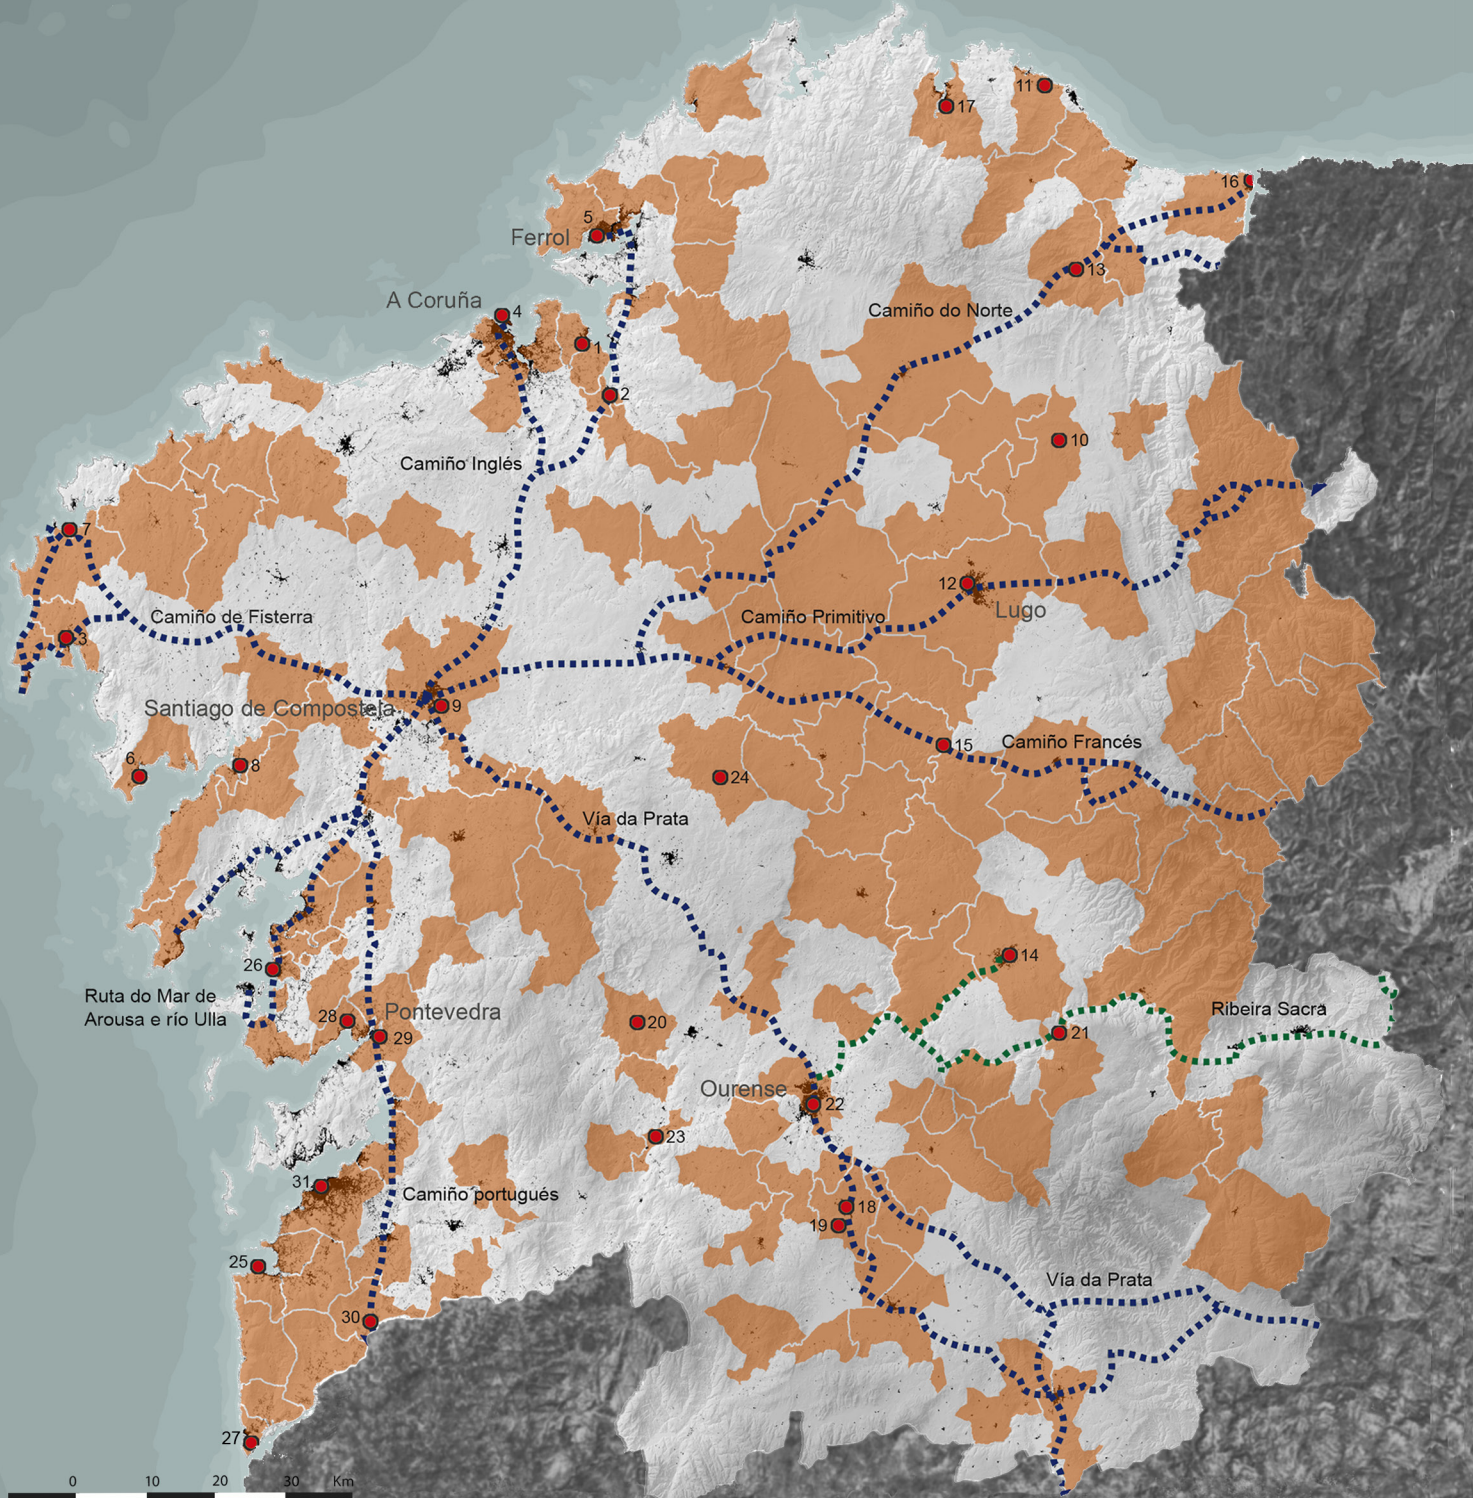 11
17
16
5
Ferrol
13
A Coruña
4
Camiño do Norte
1
2
10
Camiño Inglés
7
12
Lugo
Camiño de Fisterra
Camiño Primitivo
3
Santiago de Compostela
9
15
Camiño Francés
6
8
24
Vía da Prata
14
26
Ruta do Mar de
Arousa e río Ulla
28
Pontevedra
29
20
21
Ribeira Sacra
Ourense
22
23
31
Camiño portugués
18
19
25
Vía da Prata
30
27
0 10 20 30 Km